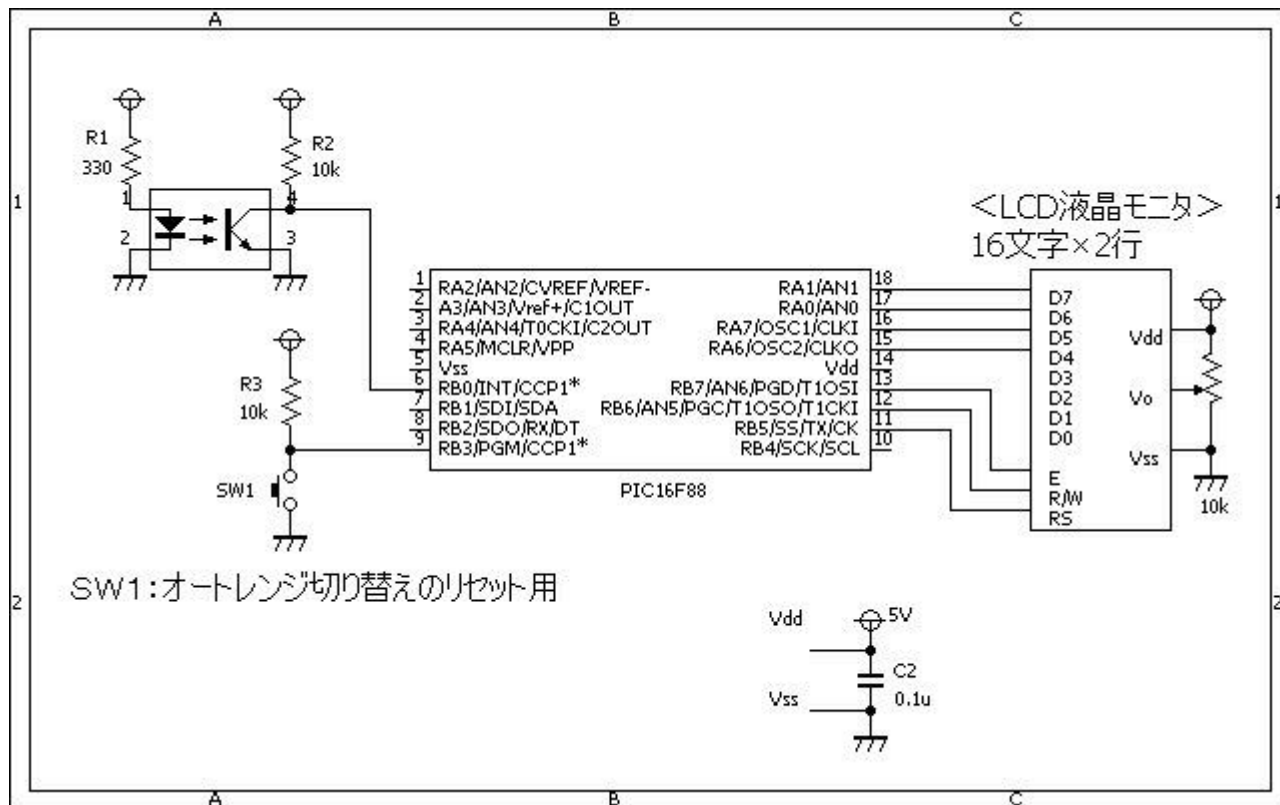 A B C
1 1
R1
330
R2
10k
1
2
4
3
<LCD液晶モニタ>
16文字×2行
1 RA2/AN2/CVREF/VREF-
2 A3/AN3/Vref+/C1OUT
3 RA4/AN4/T0CKI/C2OUT
4 RA5/MCLR/VPP
5 Vss
6 RB0/INT/CCP1*
7 RB1/SDI/SDA
8 RB2/SDO/RX/DT
9 RB3/PGM/CCP1*
RA1/AN1 18
RA0/AN0 17
RA7/OSC1/CLKI 16
RA6/OSC2/CLKO 15
Vdd 14
RB7/AN6/PGD/T1OSI 13
RB6/AN5/PGC/T1OSO/T1CKI 12
RB5/SS/TX/CK 11
RB4/SCK/SCL 10
PIC16F88
D7
D6
D5
D4
D3
D2
D1
D0
E
R/W
RS
Vdd
Vo
Vss
10k
R3
10k
SW1
SW1:オートレンジ切り替えのリセット用
2 2
Vdd
5V
C2
0.1u
Vss
A B C